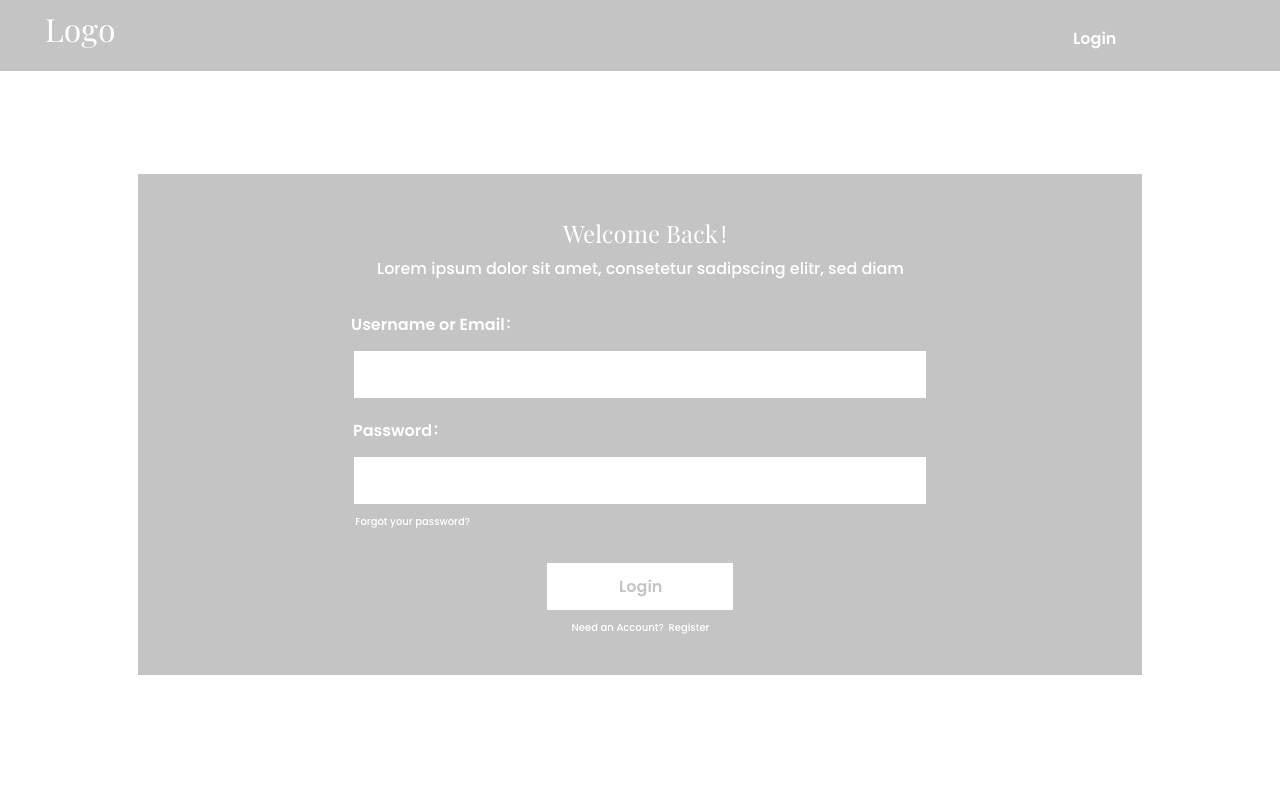 Logo
Login
Welcome Back!
Lorem ipsum dolor sit amet, consetetur sadipscing elitr, sed diam
Username or Email:
Password:
Forgot your password?
Login
Need an Account? Register